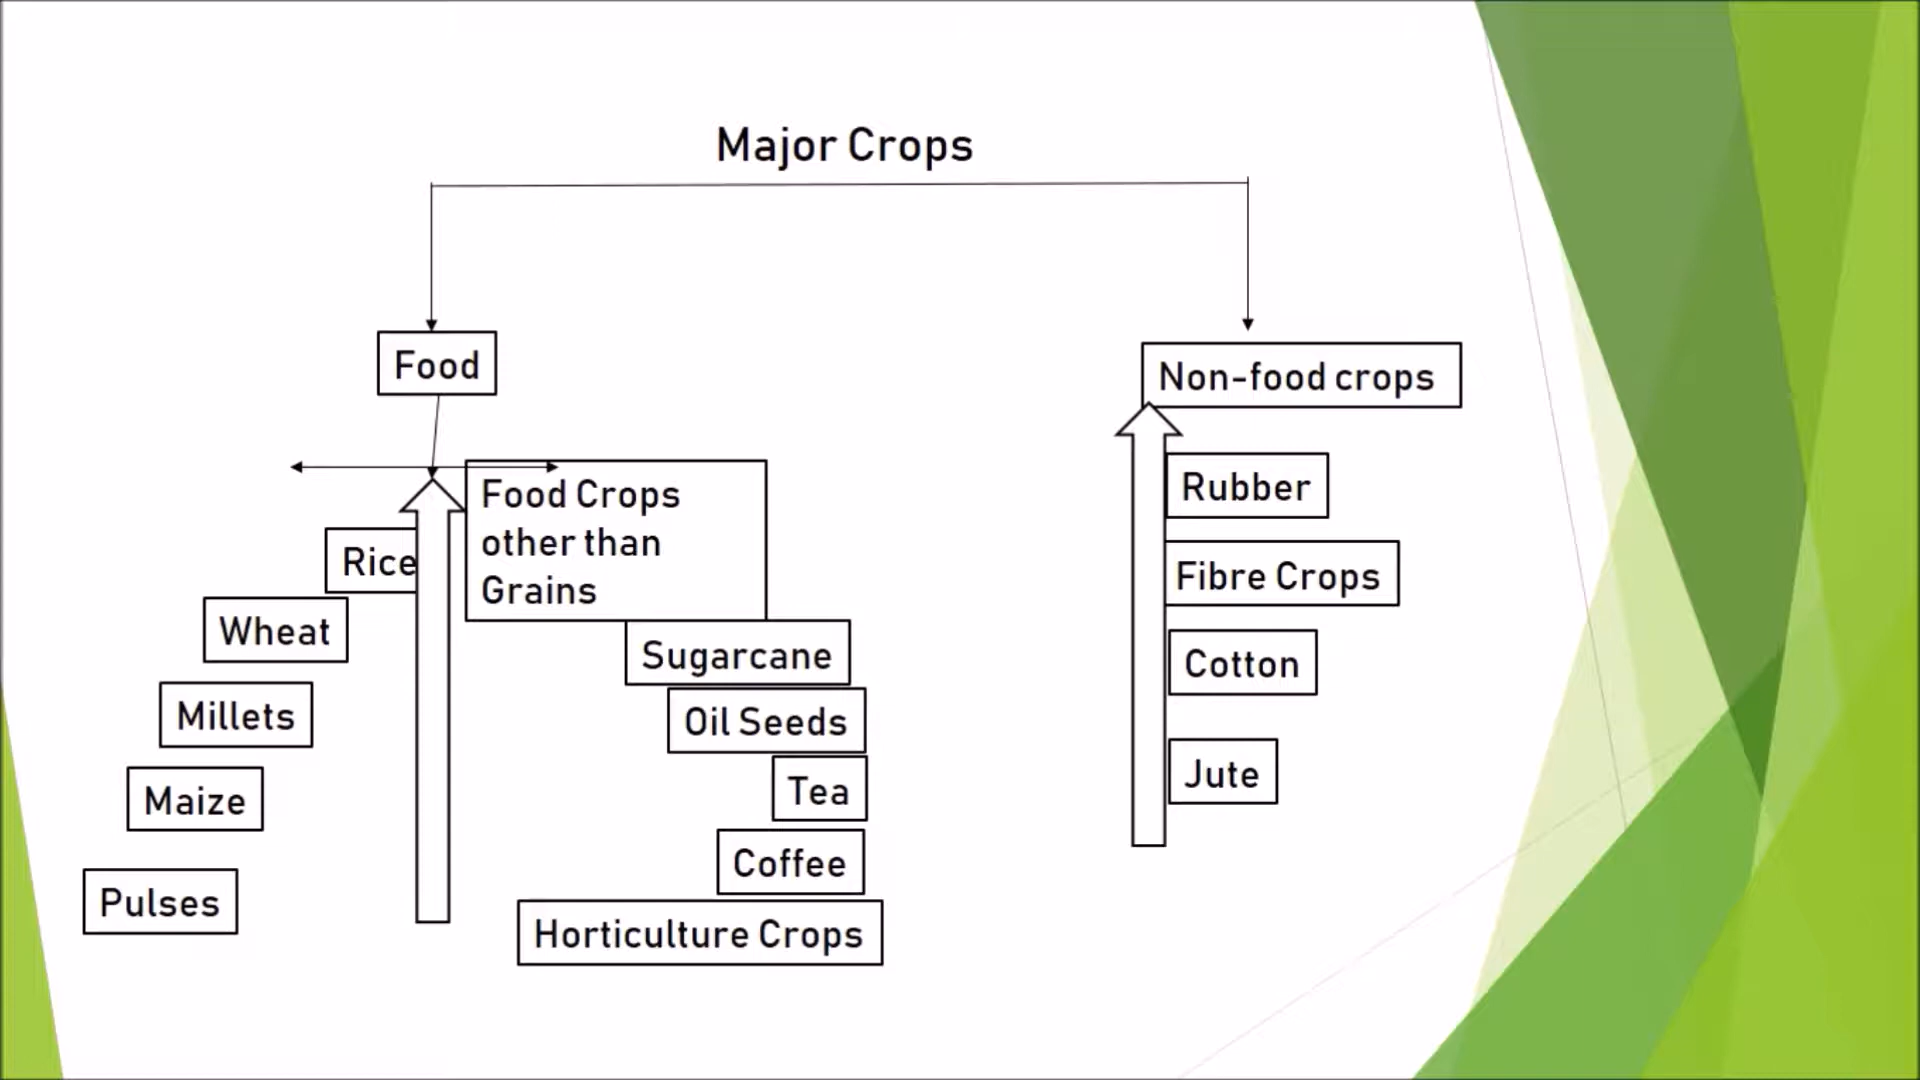 Major Crops
Food
Non-food crops
Food Crops
other than
Grains
Rice
Wheat
Millets
Maize
Pulses
Sugarcane
Oil Seeds
Tea
Coffee
Horticulture Crops
Rubber
Fibre Crops
Cotton
Jute